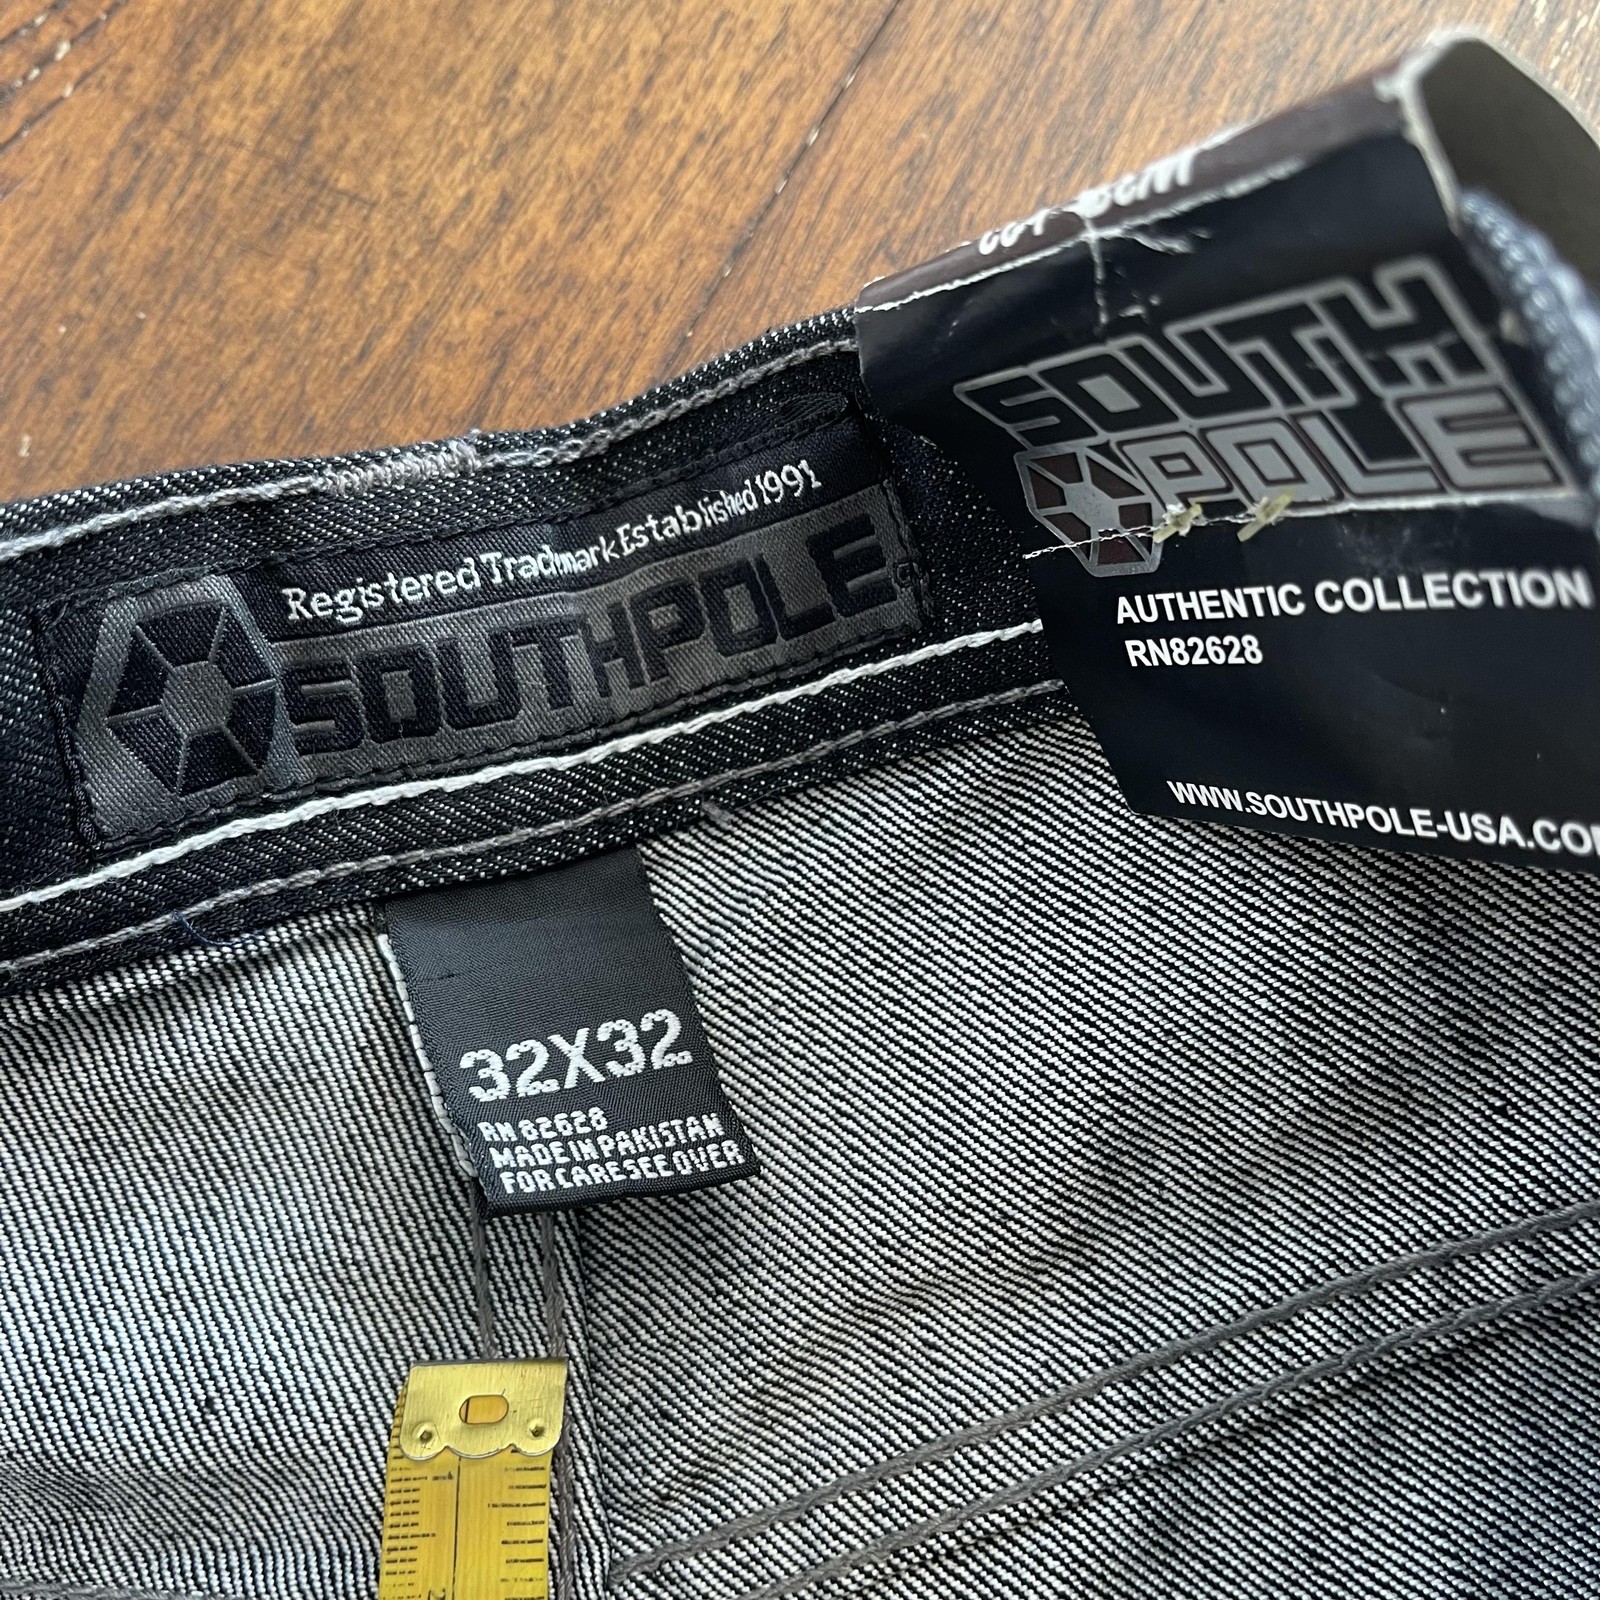 Registered Trademark Established 1991
SOUTHPOLE
SOUTH
POLE
AUTHENTIC COLLECTION
RN82628
WWW.SOUTHPOLE-USA.CO
32X32
RN 82628
MADE IN PAKISTAN
FOR CARE SEE OVER
2